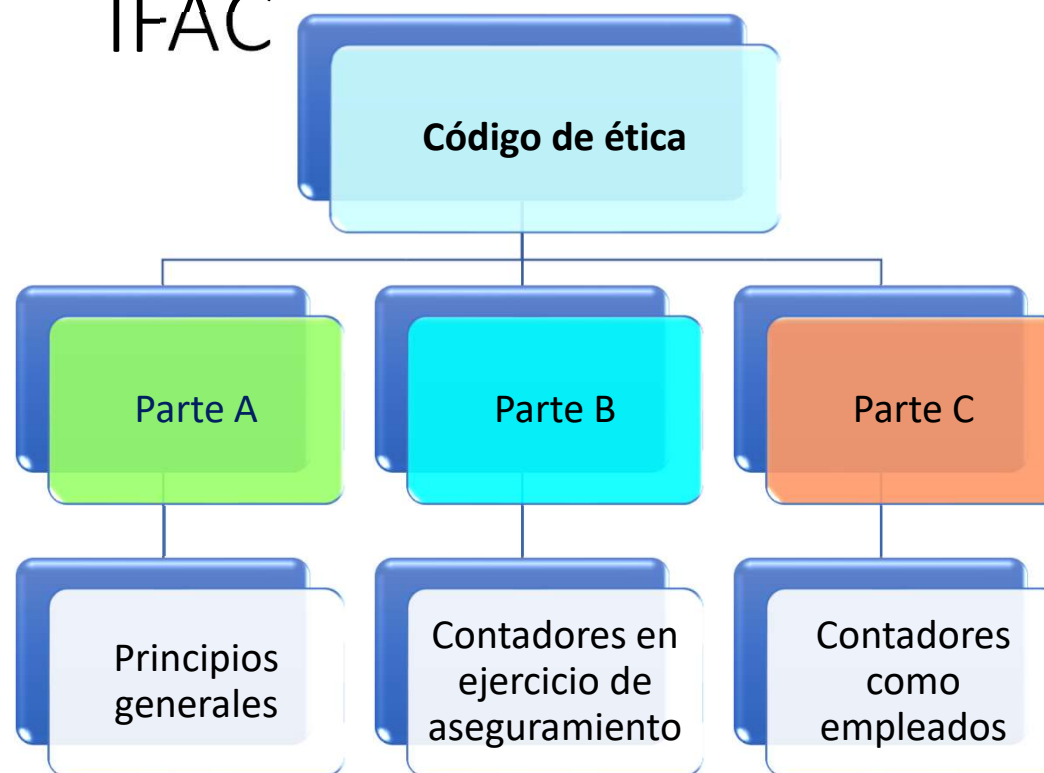 IFAC
Código de ética
Parte A
Parte B
Parte C
Principios
generales
Contadores en
ejercicio de
aseguramiento
Contadores
como
empleados